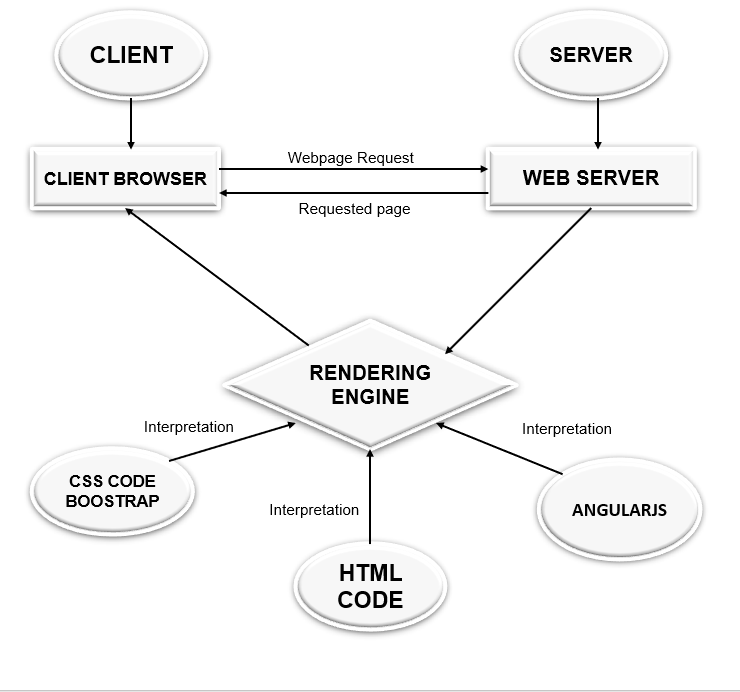 CLIENT
SERVER
Webpage Request
CLIENT BROWSER
WEB SERVER
Requested page
RENDERING
ENGINE
Interpretation
Interpretation
CSS CODE
BOOSTRAP
Interpretation
ANGULARJS
HTML
CODE